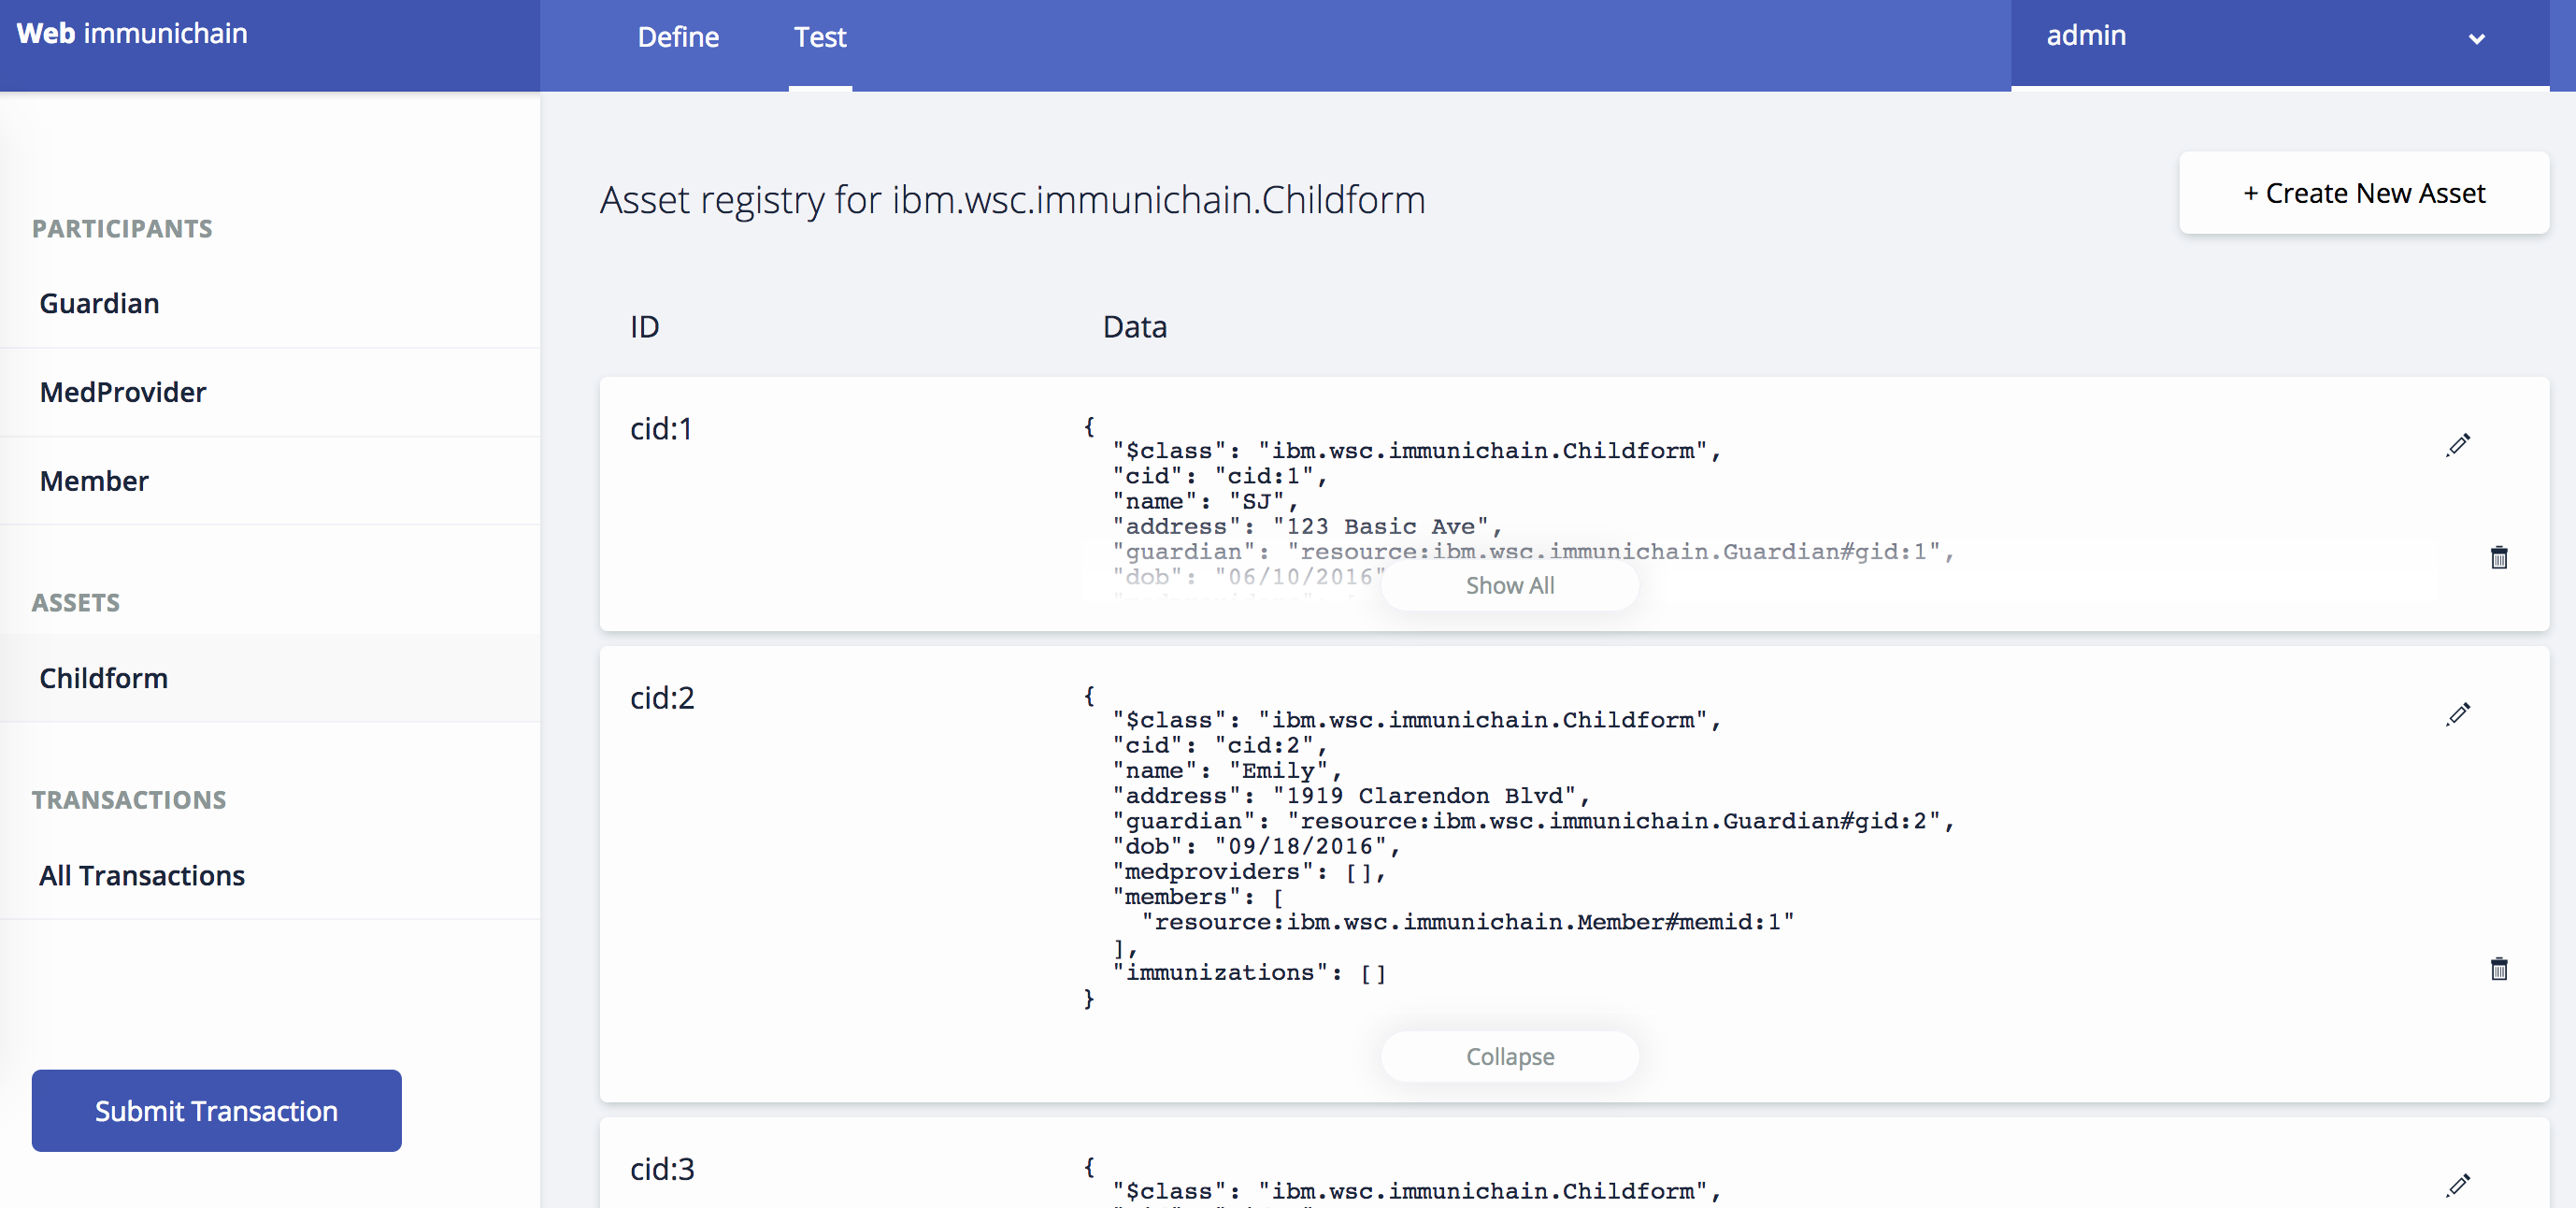 Web immunichain
Define
Test
admin
PARTICIPANTS
Guardian
MedProvider
Member
ASSETS
Childform
TRANSACTIONS
All Transactions
Submit Transaction
Asset registry for ibm.wsc.immunichain.Childform
+ Create New Asset
ID
Data
cid:1
{
"$class": "ibm.wsc.immunichain.Childform",
"cid": "cid:1",
"name": "SJ",
"address": "123 Basic Ave",
"guardian": "resource:ibm.wsc.immunichain.Guardian#gid:1",
"dob": "06/10/2016"
Show All
cid:2
{
"$class": "ibm.wsc.immunichain.Childform",
"cid": "cid:2",
"name": "Emily",
"address": "1919 Clarendon Blvd",
"guardian": "resource:ibm.wsc.immunichain.Guardian#gid:2",
"dob": "09/18/2016",
"medproviders": [],
"members": [
"resource:ibm.wsc.immunichain.Member#memid:1"
],
"immunizations": []
}
Collapse
cid:3
{
"$class": "ibm.wsc.immunichain.Childform",